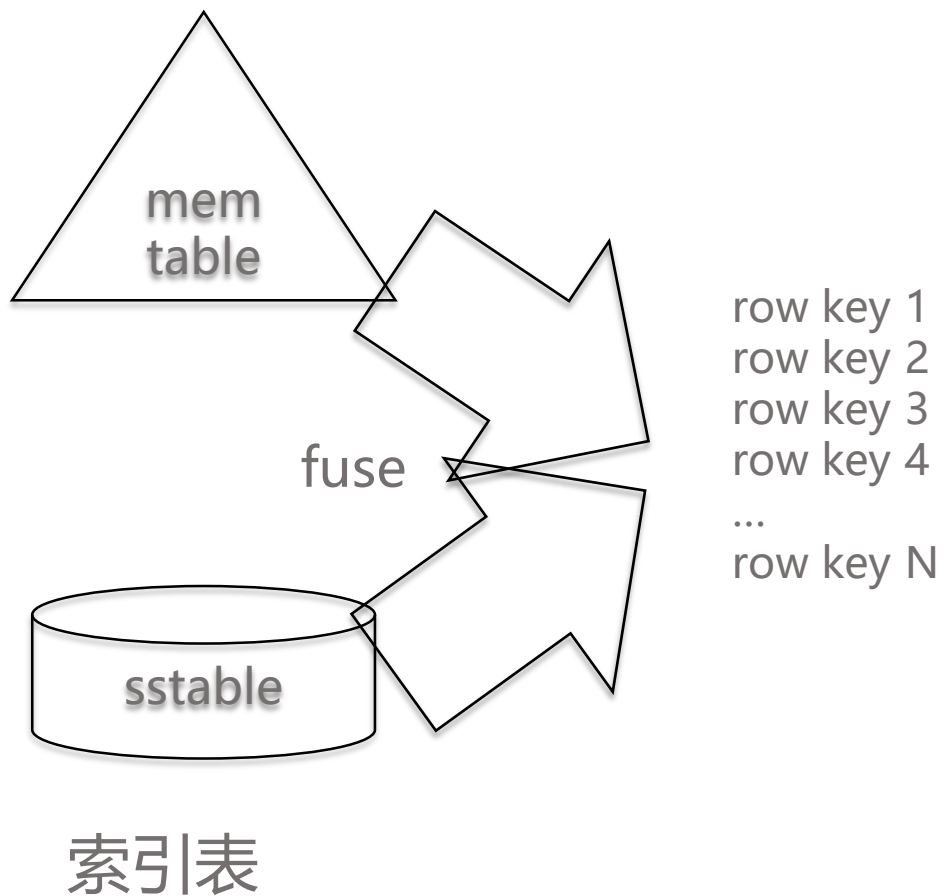 mem
table
fuse
sstable
索引表
row key 1
row key 2
row key 3
row key 4
...
row key N